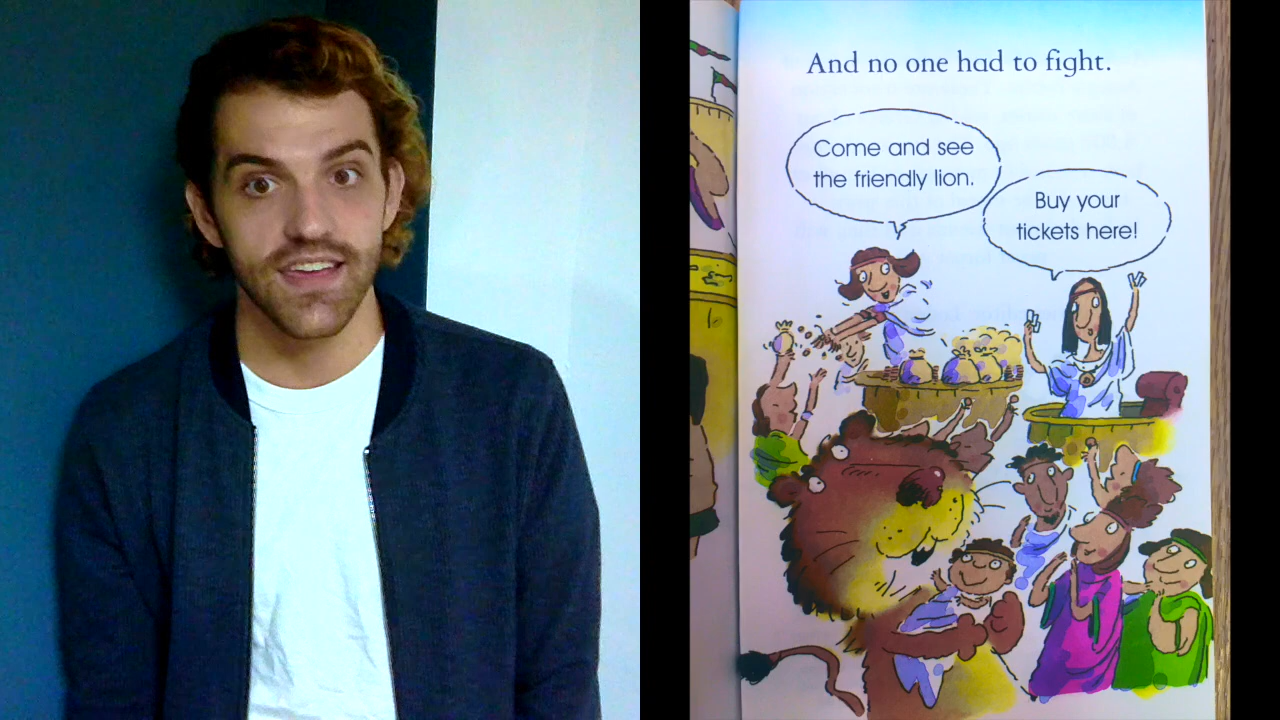 And no one had to fight.
Come and see
the friendly lion.
Buy your
tickets here!